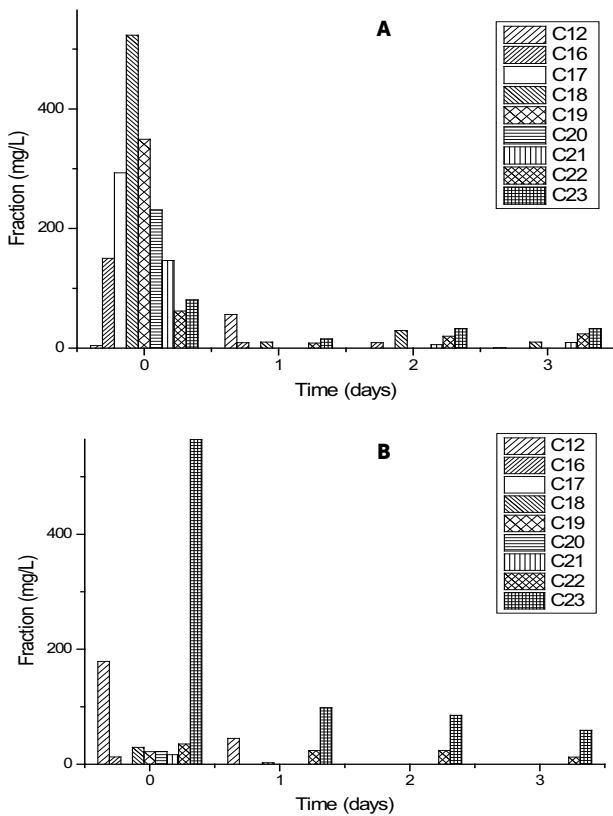 A
Fraction (mg/L)
400
200
0
0 1 2 3
Time (days)
C12
C16
C17
C18
C19
C20
C21
C22
C23
B
Fraction (mg/L)
400
200
0
0 1 2 3
Time (days)
C12
C16
C17
C18
C19
C20
C21
C22
C23